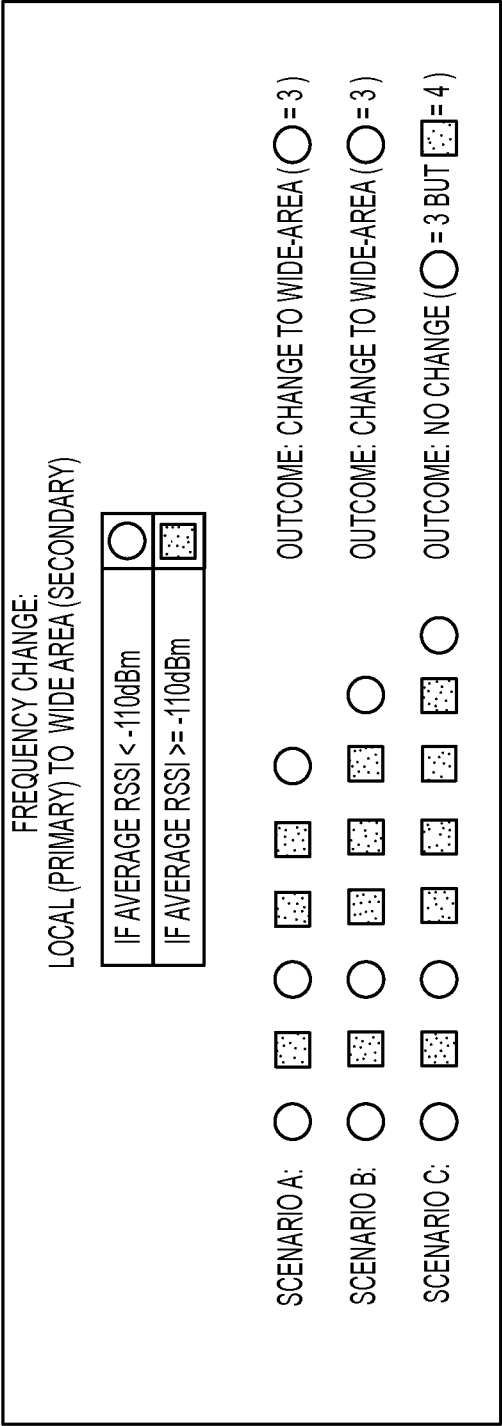 FREQUENCY CHANGE:
LOCAL (PRIMARY) TO WIDE AREA (SECONDARY)
IF AVERAGE RSSI < -110dBm
IF AVERAGE RSSI >= -110dBm
SCENARIO A: OUTCOME: CHANGE TO WIDE-AREA ( = 3 )
SCENARIO B: OUTCOME: CHANGE TO WIDE-AREA ( = 3 )
SCENARIO C: OUTCOME: NO CHANGE ( = 3 BUT = 4 )